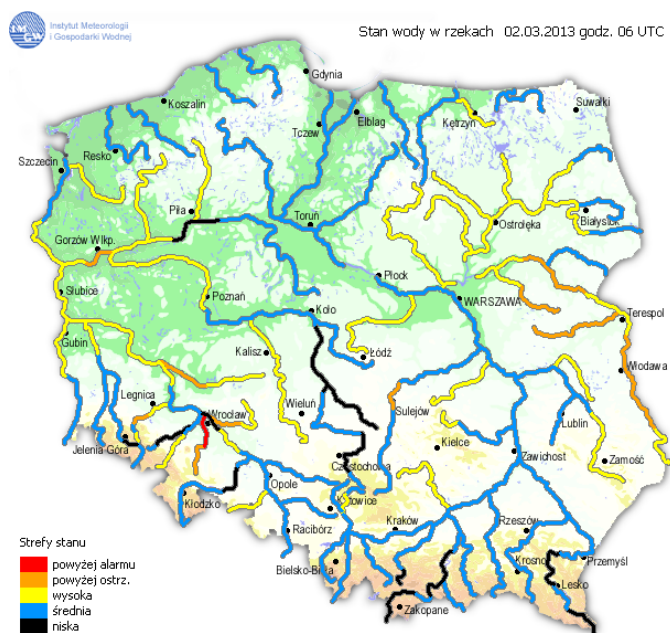 Instytut Meteorologii
i Gospodarki Wodnej
Stan wody w rzekach 02.03.2013 godz. 06 UTC
Gdynia
Koszalin
Suwałki
Elbląg
Kętrzyn
Tczew
Resko
Szczecin
Piła
Toruń
Ostrołęka
Białystok
Gorzów Wlkp.
Płock
Słubice
Poznań
WARSZAWA
Koło
Terespol
Gubin
Kalisz
Łódź
Włodawa
Legnica
Wrocław
Wieluń
Sulejów
Lublin
Jelenia Góra
Kielce
Zawichost
Częstochowa
Zamość
Opole
Kłodzko
Katowice
Racibórz
Kraków
Rzeszów
Bielsko-Biała
Krosno
Przemyśl
Lesko
Zakopane
Strefy stanu
powyżej alarmu
powyżej ostrz.
wysoka
średnia
niska